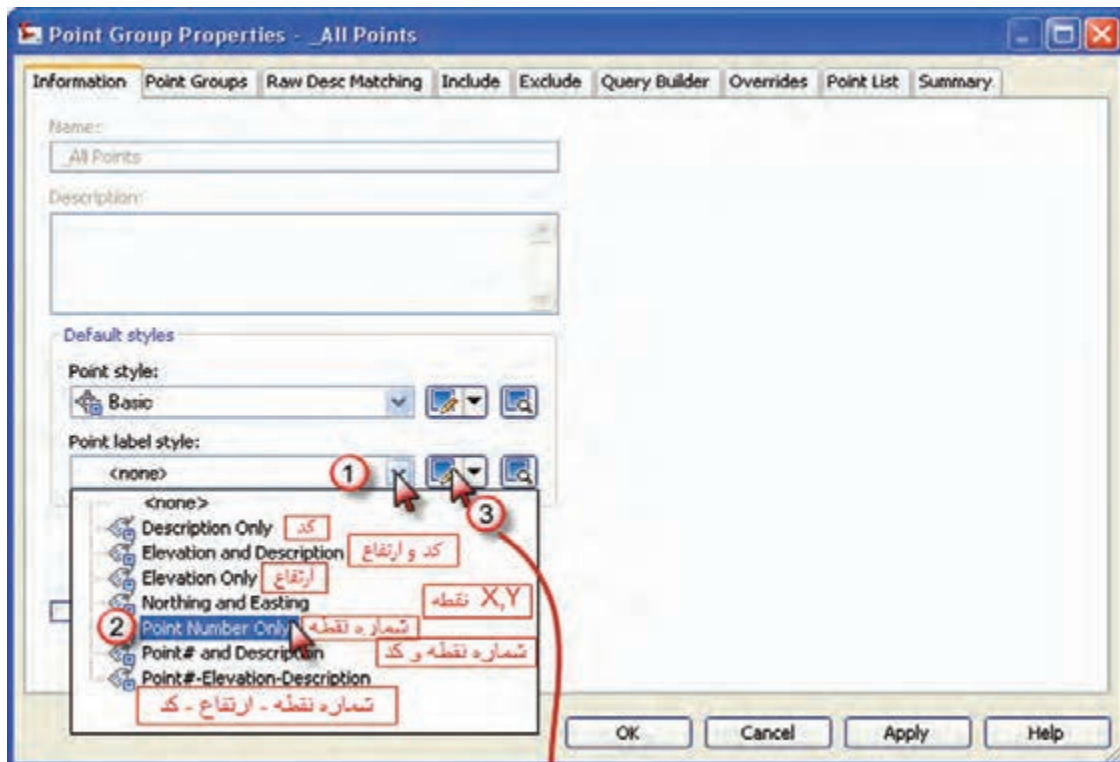 Point Group Properties - _All Points
Information Point Groups Raw Desc Matching Include Exclude Query Builder Overrides Point List Summary
Name:
_All Points
Description:
Default styles
Point style:
Basic
Point label style:
<none>
1
3
<none>
Description Only کد
Elevation and Description کد و ارتفاع
Elevation Only ارتفاع
Northing and Easting X,Y نقطه
2 Point Number Only شماره نقطه
Point# and Description شماره نقطه و کد
Point#-Elevation-Description
شماره نقطه - ارتفاع - کد
OK Cancel Apply Help